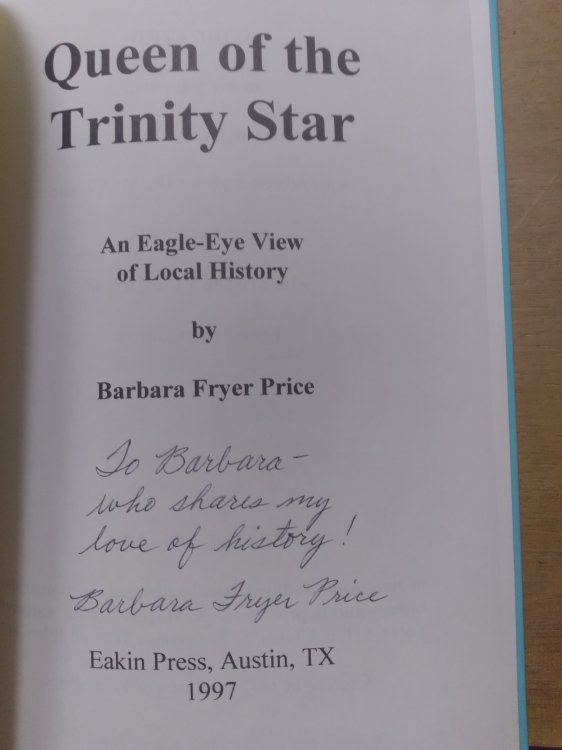 Queen of the
Trinity Star
An Eagle-Eye View
of Local History
by
Barbara Fryer Price
To Barbara –
who shares my
love of history!
Barbara Fryer Price
Eakin Press, Austin, TX
1997